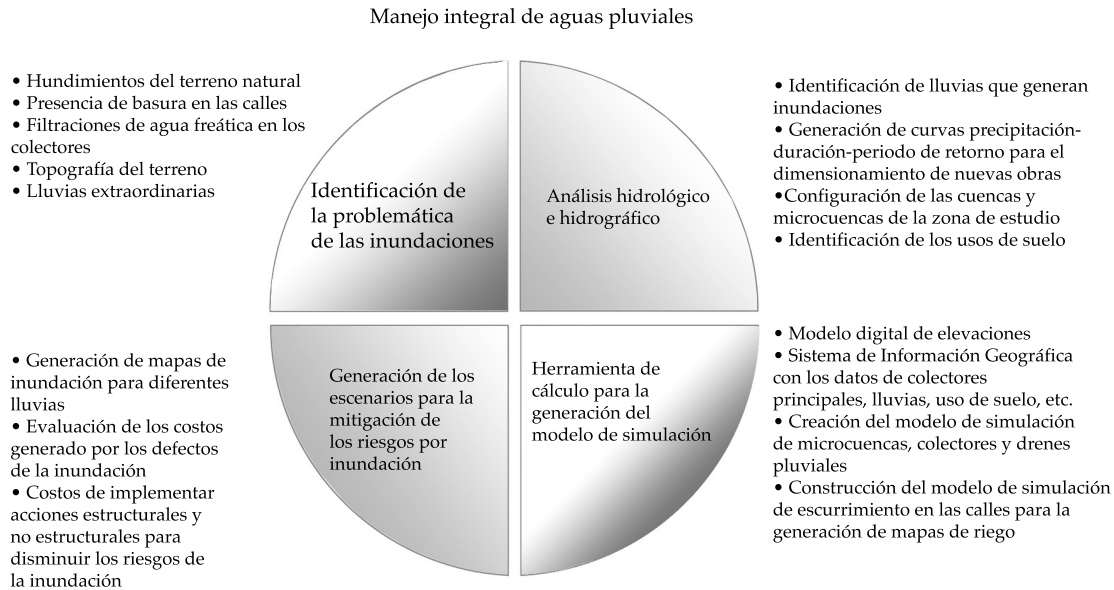 Manejo integral de aguas pluviales
• Hundimientos del terreno natural
• Presencia de basura en las calles
• Filtraciones de agua freática en los
colectores
• Topografía del terreno
• Lluvias extraordinarias
Identificación de
la problemática
de las inundaciones
Análisis hidrológico
e hidrográfico
• Identificación de lluvias que generan
inundaciones
• Generación de curvas precipitación-
duración-periodo de retorno para el
dimensionamiento de nuevas obras
•Configuración de las cuencas y
microcuencas de la zona de estudio
• Identificación de los usos de suelo
• Generación de mapas de
inundación para diferentes
lluvias
• Evaluación de los costos
generado por los defectos
de la inundación
• Costos de implementar
acciones estructurales y
no estructurales para
disminuir los riesgos de
la inundación
Generación de los
escenarios para la
mitigación de
los riesgos por
inundación
Herramienta de
cálculo para la
generación del
modelo de simulación
• Modelo digital de elevaciones
• Sistema de Información Geográfica
con los datos de colectores
principales, lluvias, uso de suelo, etc.
• Creación del modelo de simulación
de microcuencas, colectores y drenes
pluviales
• Construcción del modelo de simulación
de escurrimiento en las calles para la
generación de mapas de riego